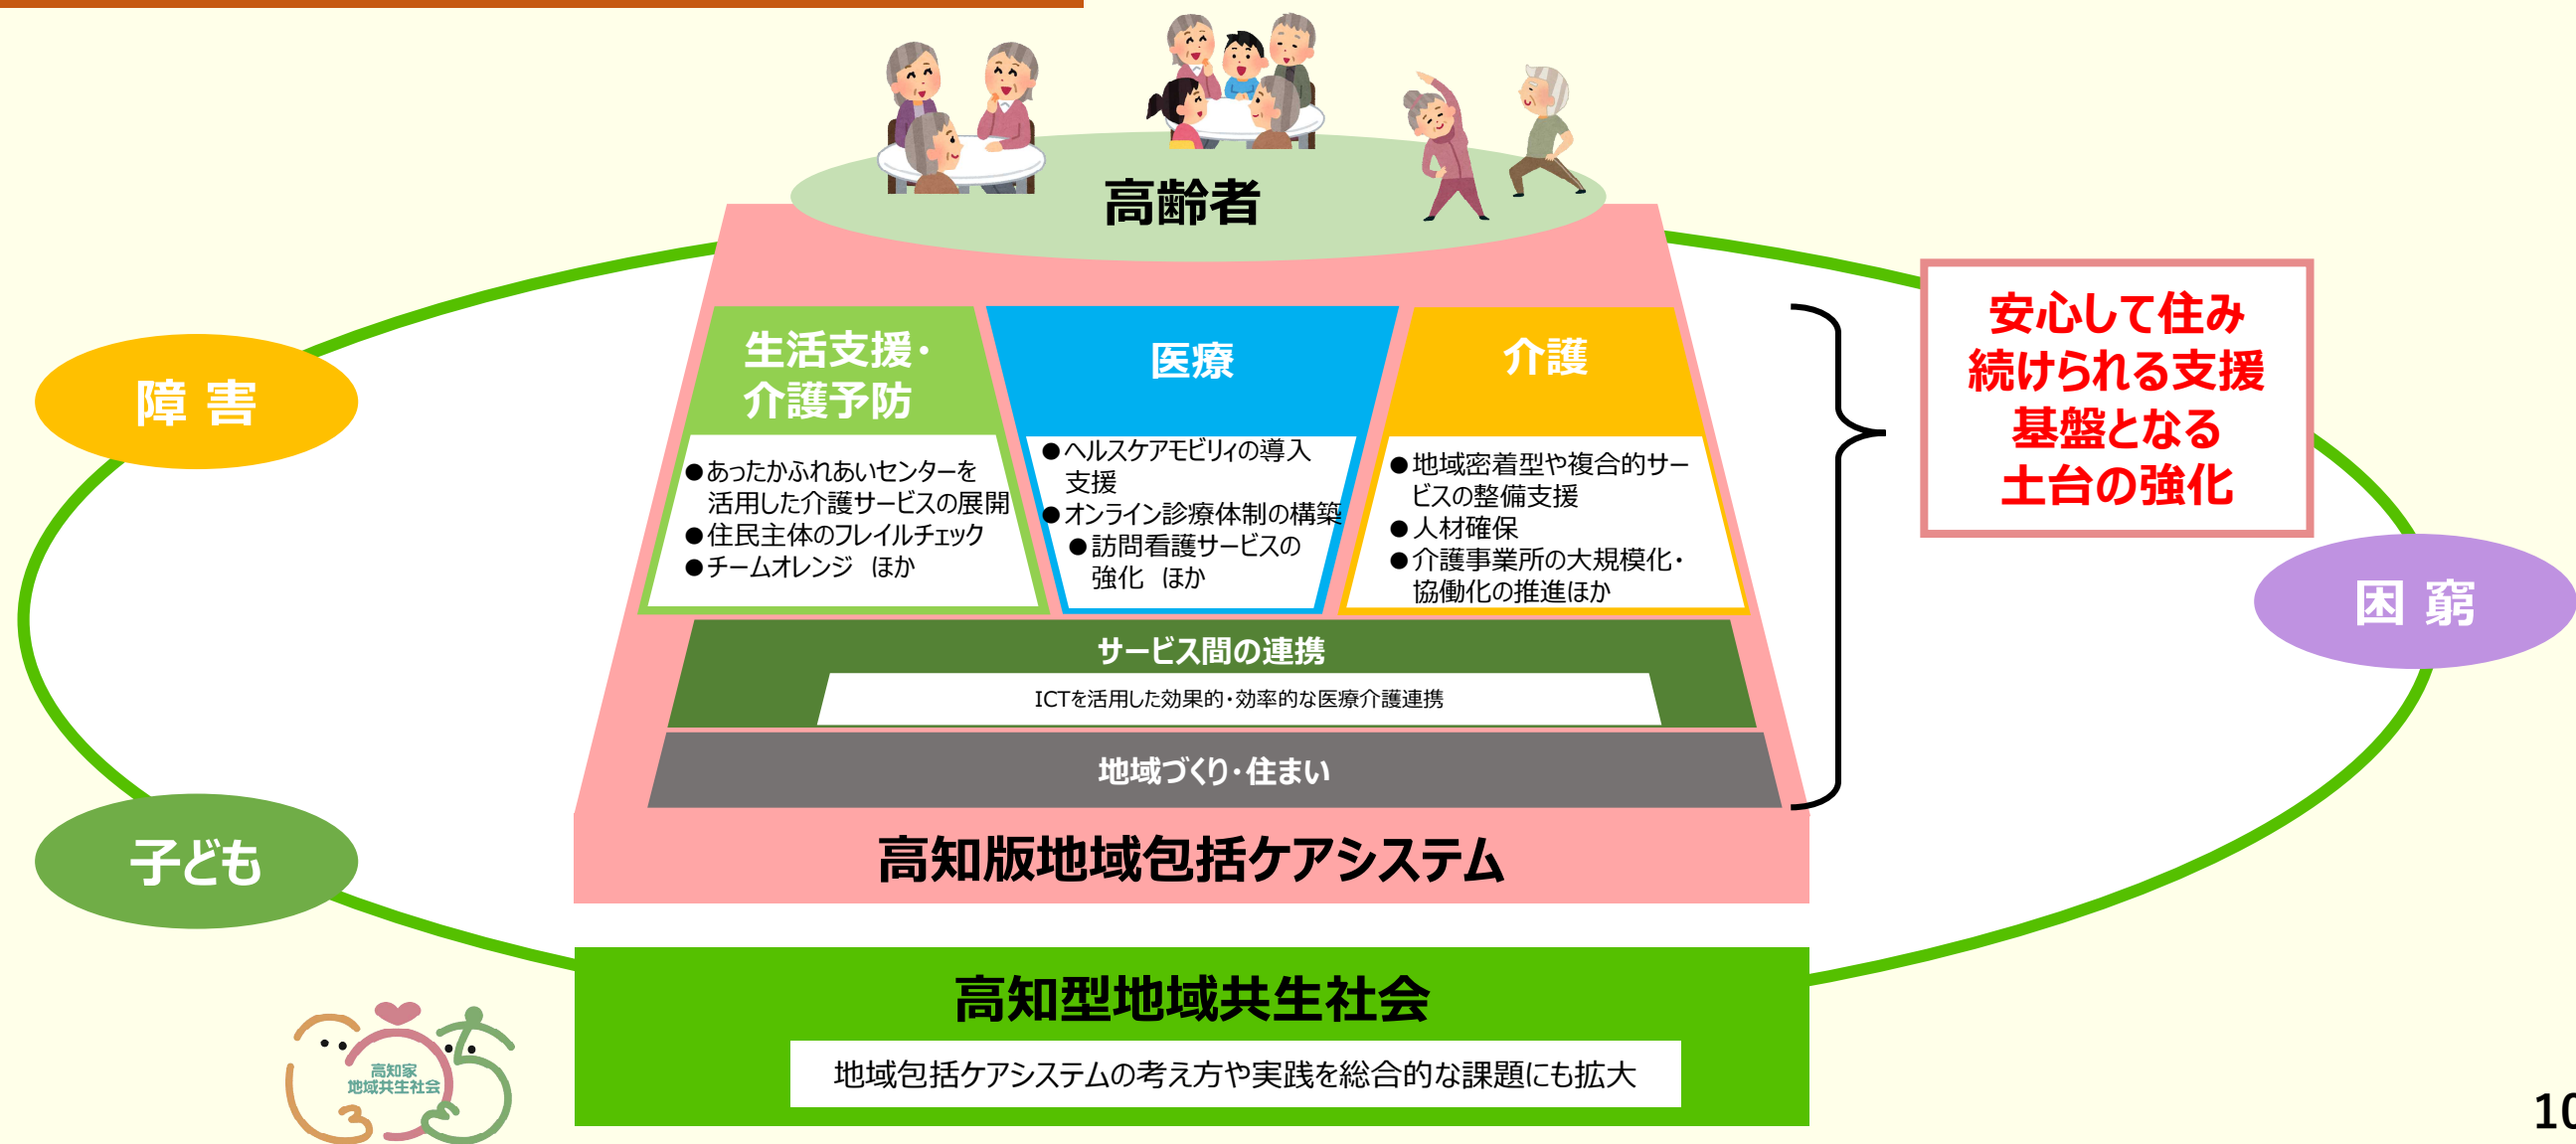 高齢者
安心して住み
続けられる支援
基盤となる
土台の強化
障 害
困 窮
子ども
生活支援・
介護予防
●あったかふれあいセンターを
活用した介護サービスの展開
●住民主体のフレイルチェック
●チームオレンジ ほか
医療
●ヘルスケアモビリィの導入
支援
●オンライン診療体制の構築
●訪問看護サービスの
強化 ほか
介護
●地域密着型や複合的サー
ビスの整備支援
●人材確保
●介護事業所の大規模化・
協働化の推進ほか
サービス間の連携
ICTを活用した効果的・効率的な医療介護連携
地域づくり・住まい
高知版地域包括ケアシステム
高知型地域共生社会
地域包括ケアシステムの考え方や実践を総合的な課題にも拡大
高知家
地域共生社会
10